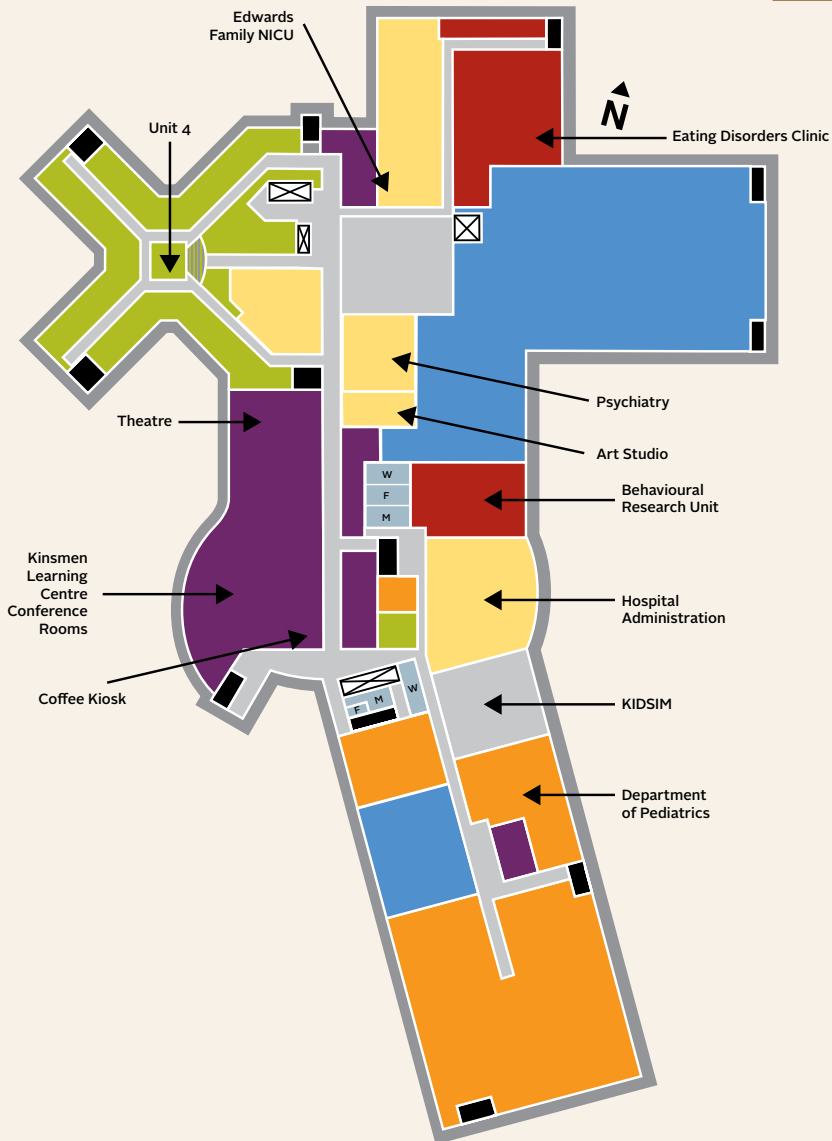 Edwards
Family NICU
N
Unit 4
Eating Disorders Clinic
Psychiatry
Theatre
Art Studio
W
F
M
Behavioural
Research Unit
Kinsmen
Learning
Centre
Conference
Rooms
Hospital
Administration
Coffee Kiosk
W
M
F
KIDSIM
Department
of Pediatrics